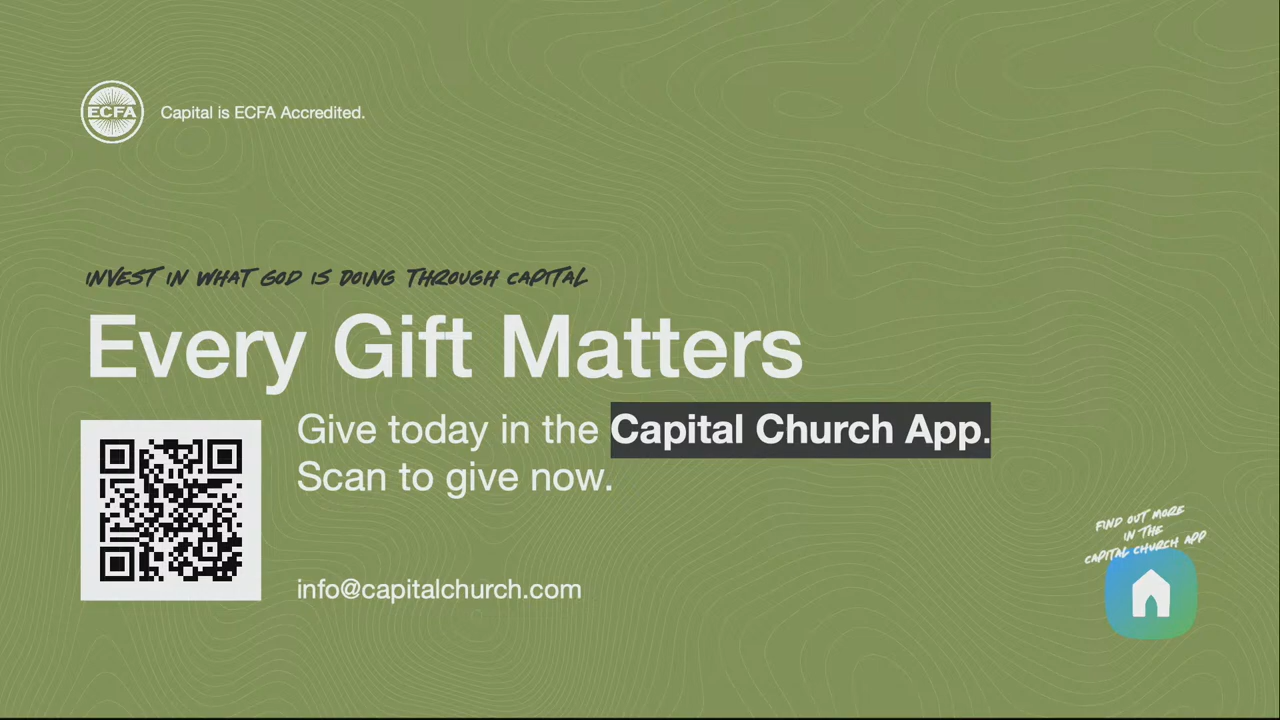 ECFA
Capital is ECFA Accredited.
INVEST IN WHAT GOD IS DOING THROUGH CAPITAL
Every Gift Matters
Give today in the Capital Church App.
Scan to give now.
info@capitalchurch.com
FIND OUT MORE
IN THE
CAPITAL CHURCH APP